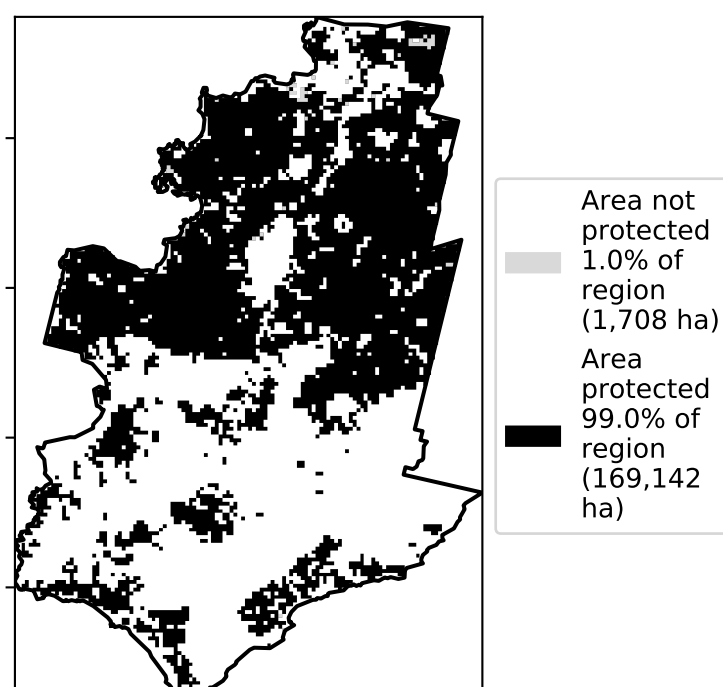 Area not
protected
1.0% of
region
(1,708 ha)
Area
protected
99.0% of
region
(169,142
ha)